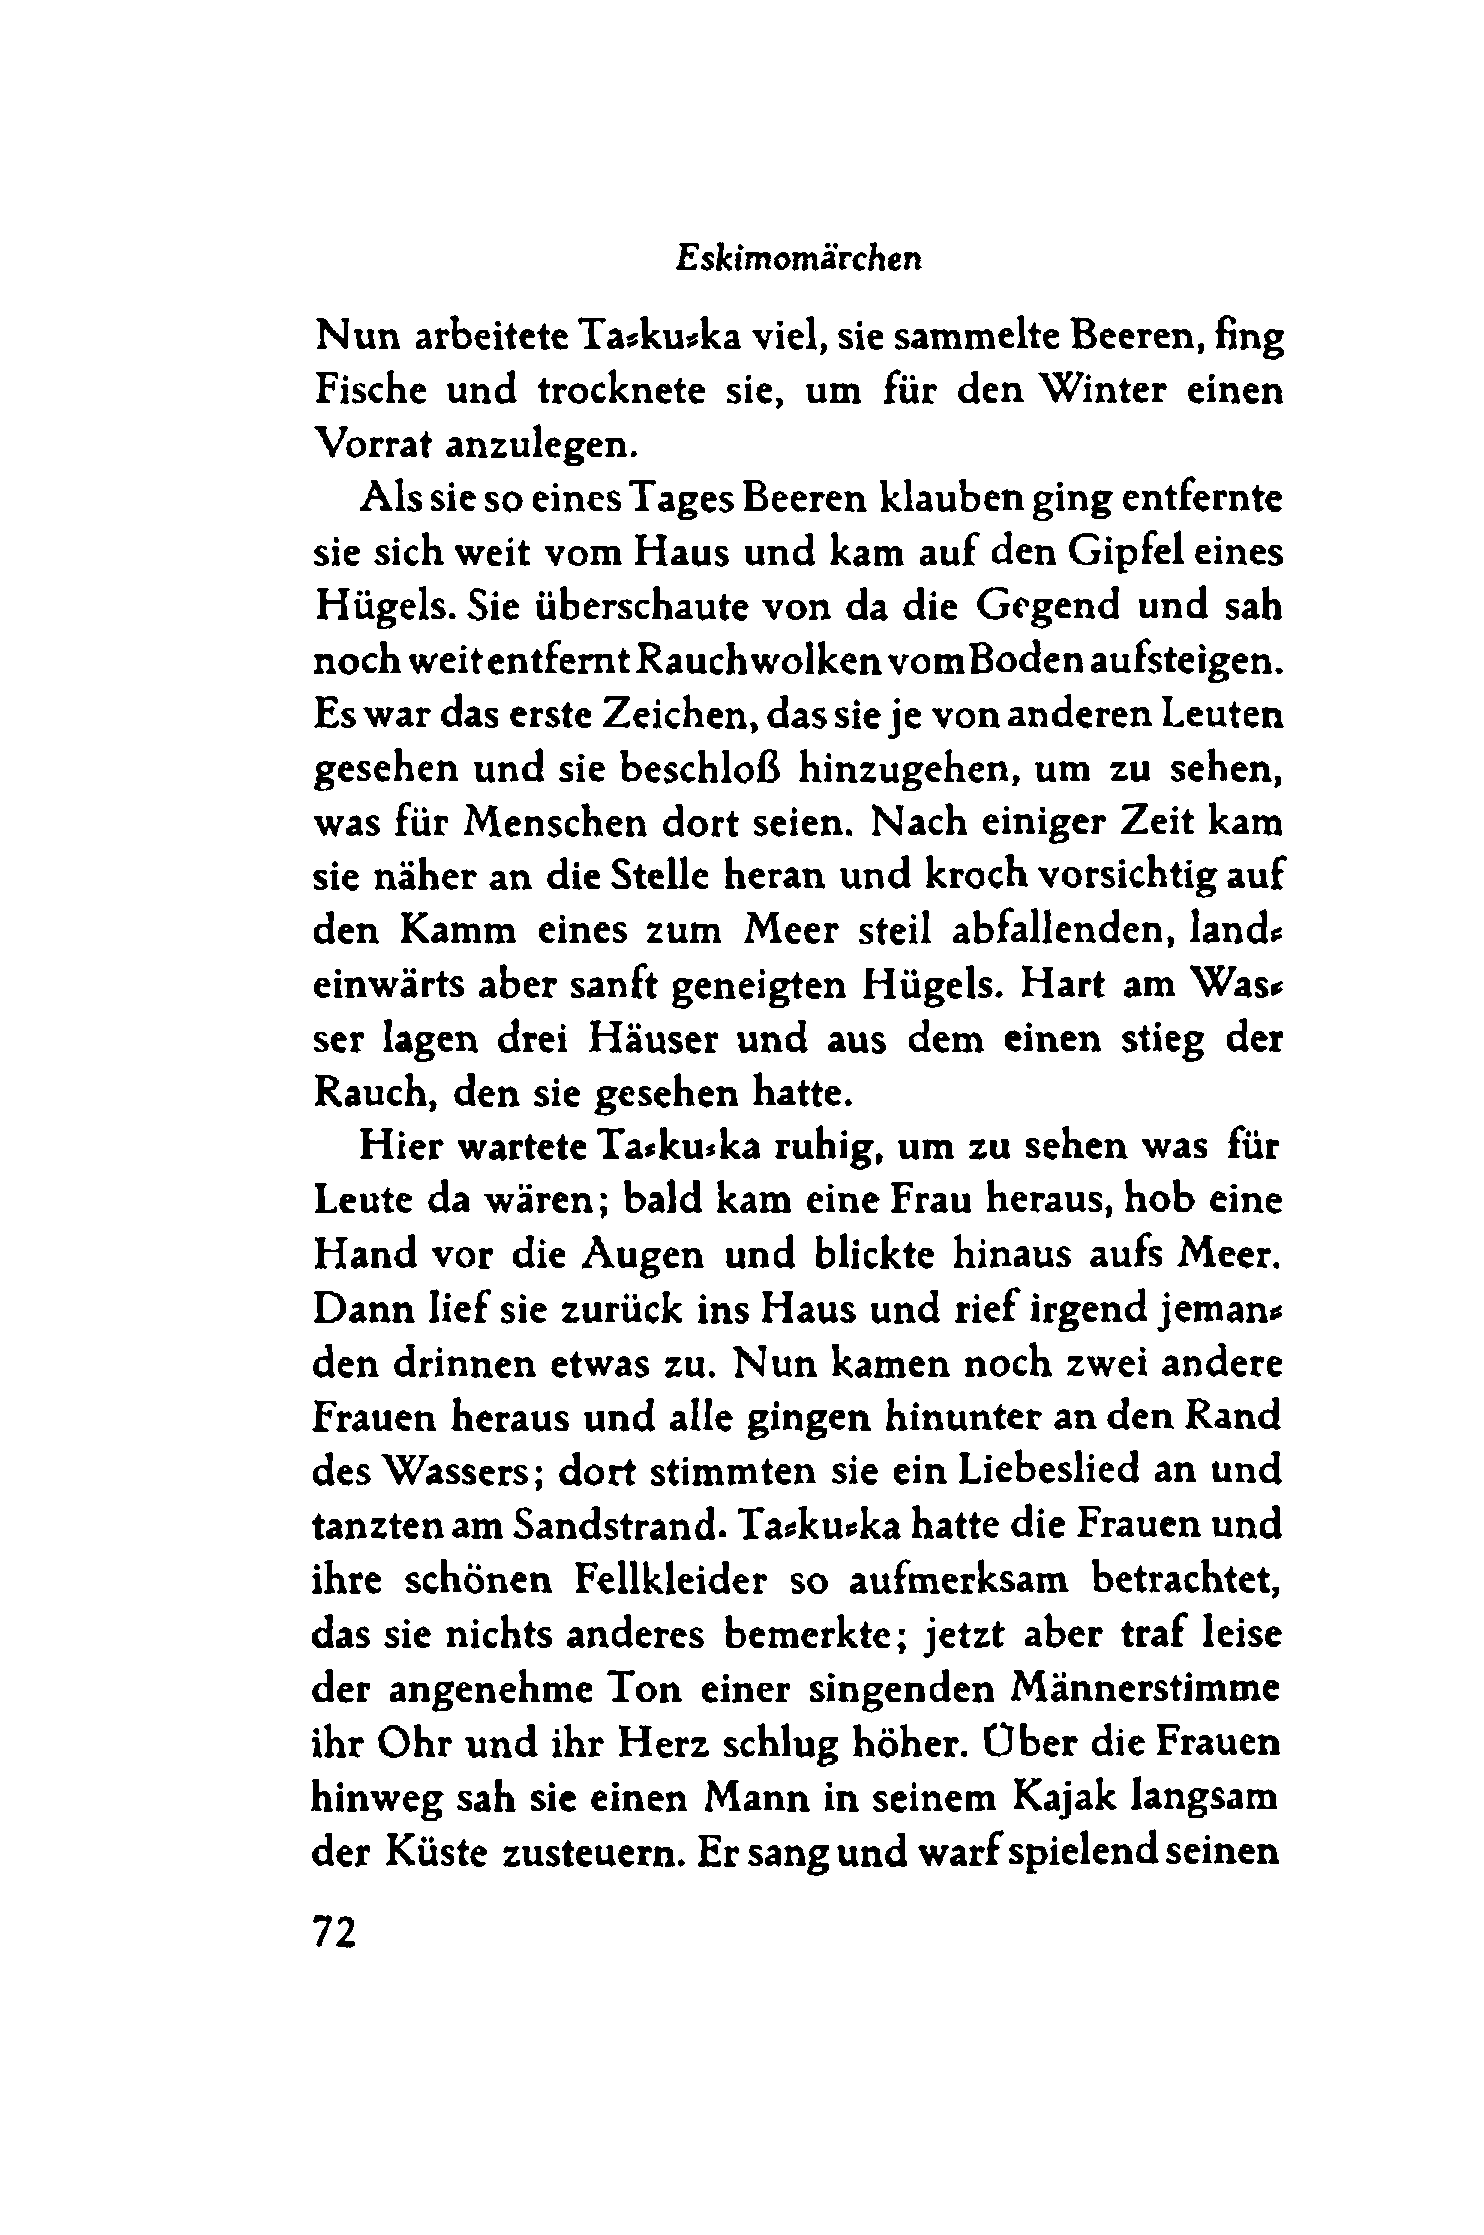 Eskimomärchen
Nun arbeitete Ta⸗ku⸗ka viel, sie sammelte Beeren, fing
Fische und trocknete sie, um für den Winter einen
Vorrat anzulegen.
Als sie so eines Tages Beeren klauben ging entfernte
sie sich weit vom Haus und kam auf den Gipfel eines
Hügels. Sie überschaute von da die Gegend und sah
noch weit entfernt Rauchwolken vom Boden aufsteigen.
Es war das erste Zeichen, das sie je von anderen Leuten
gesehen und sie beschloß hinzugehen, um zu sehen,
was für Menschen dort seien. Nach einiger Zeit kam
sie näher an die Stelle heran und kroch vorsichtig auf
den Kamm eines zum Meer steil abfallenden, land⸗
einwärts aber sanft geneigten Hügels. Hart am Was⸗
ser lagen drei Häuser und aus dem einen stieg der
Rauch, den sie gesehen hatte.
Hier wartete Ta⸗ku⸗ka ruhig, um zu sehen was für
Leute da wären; bald kam eine Frau heraus, hob eine
Hand vor die Augen und blickte hinaus aufs Meer.
Dann lief sie zurück ins Haus und rief irgend jeman⸗
den drinnen etwas zu. Nun kamen noch zwei andere
Frauen heraus und alle gingen hinunter an den Rand
des Wassers; dort stimmten sie ein Liebeslied an und
tanzten am Sandstrand. Ta⸗ku⸗ka hatte die Frauen und
ihre schönen Fellkleider so aufmerksam betrachtet,
das sie nichts anderes bemerkte; jetzt aber traf leise
der angenehme Ton einer singenden Männerstimme
ihr Ohr und ihr Herz schlug höher. Über die Frauen
hinweg sah sie einen Mann in seinem Kajak langsam
der Küste zusteuern. Er sang und warf spielend seinen
72